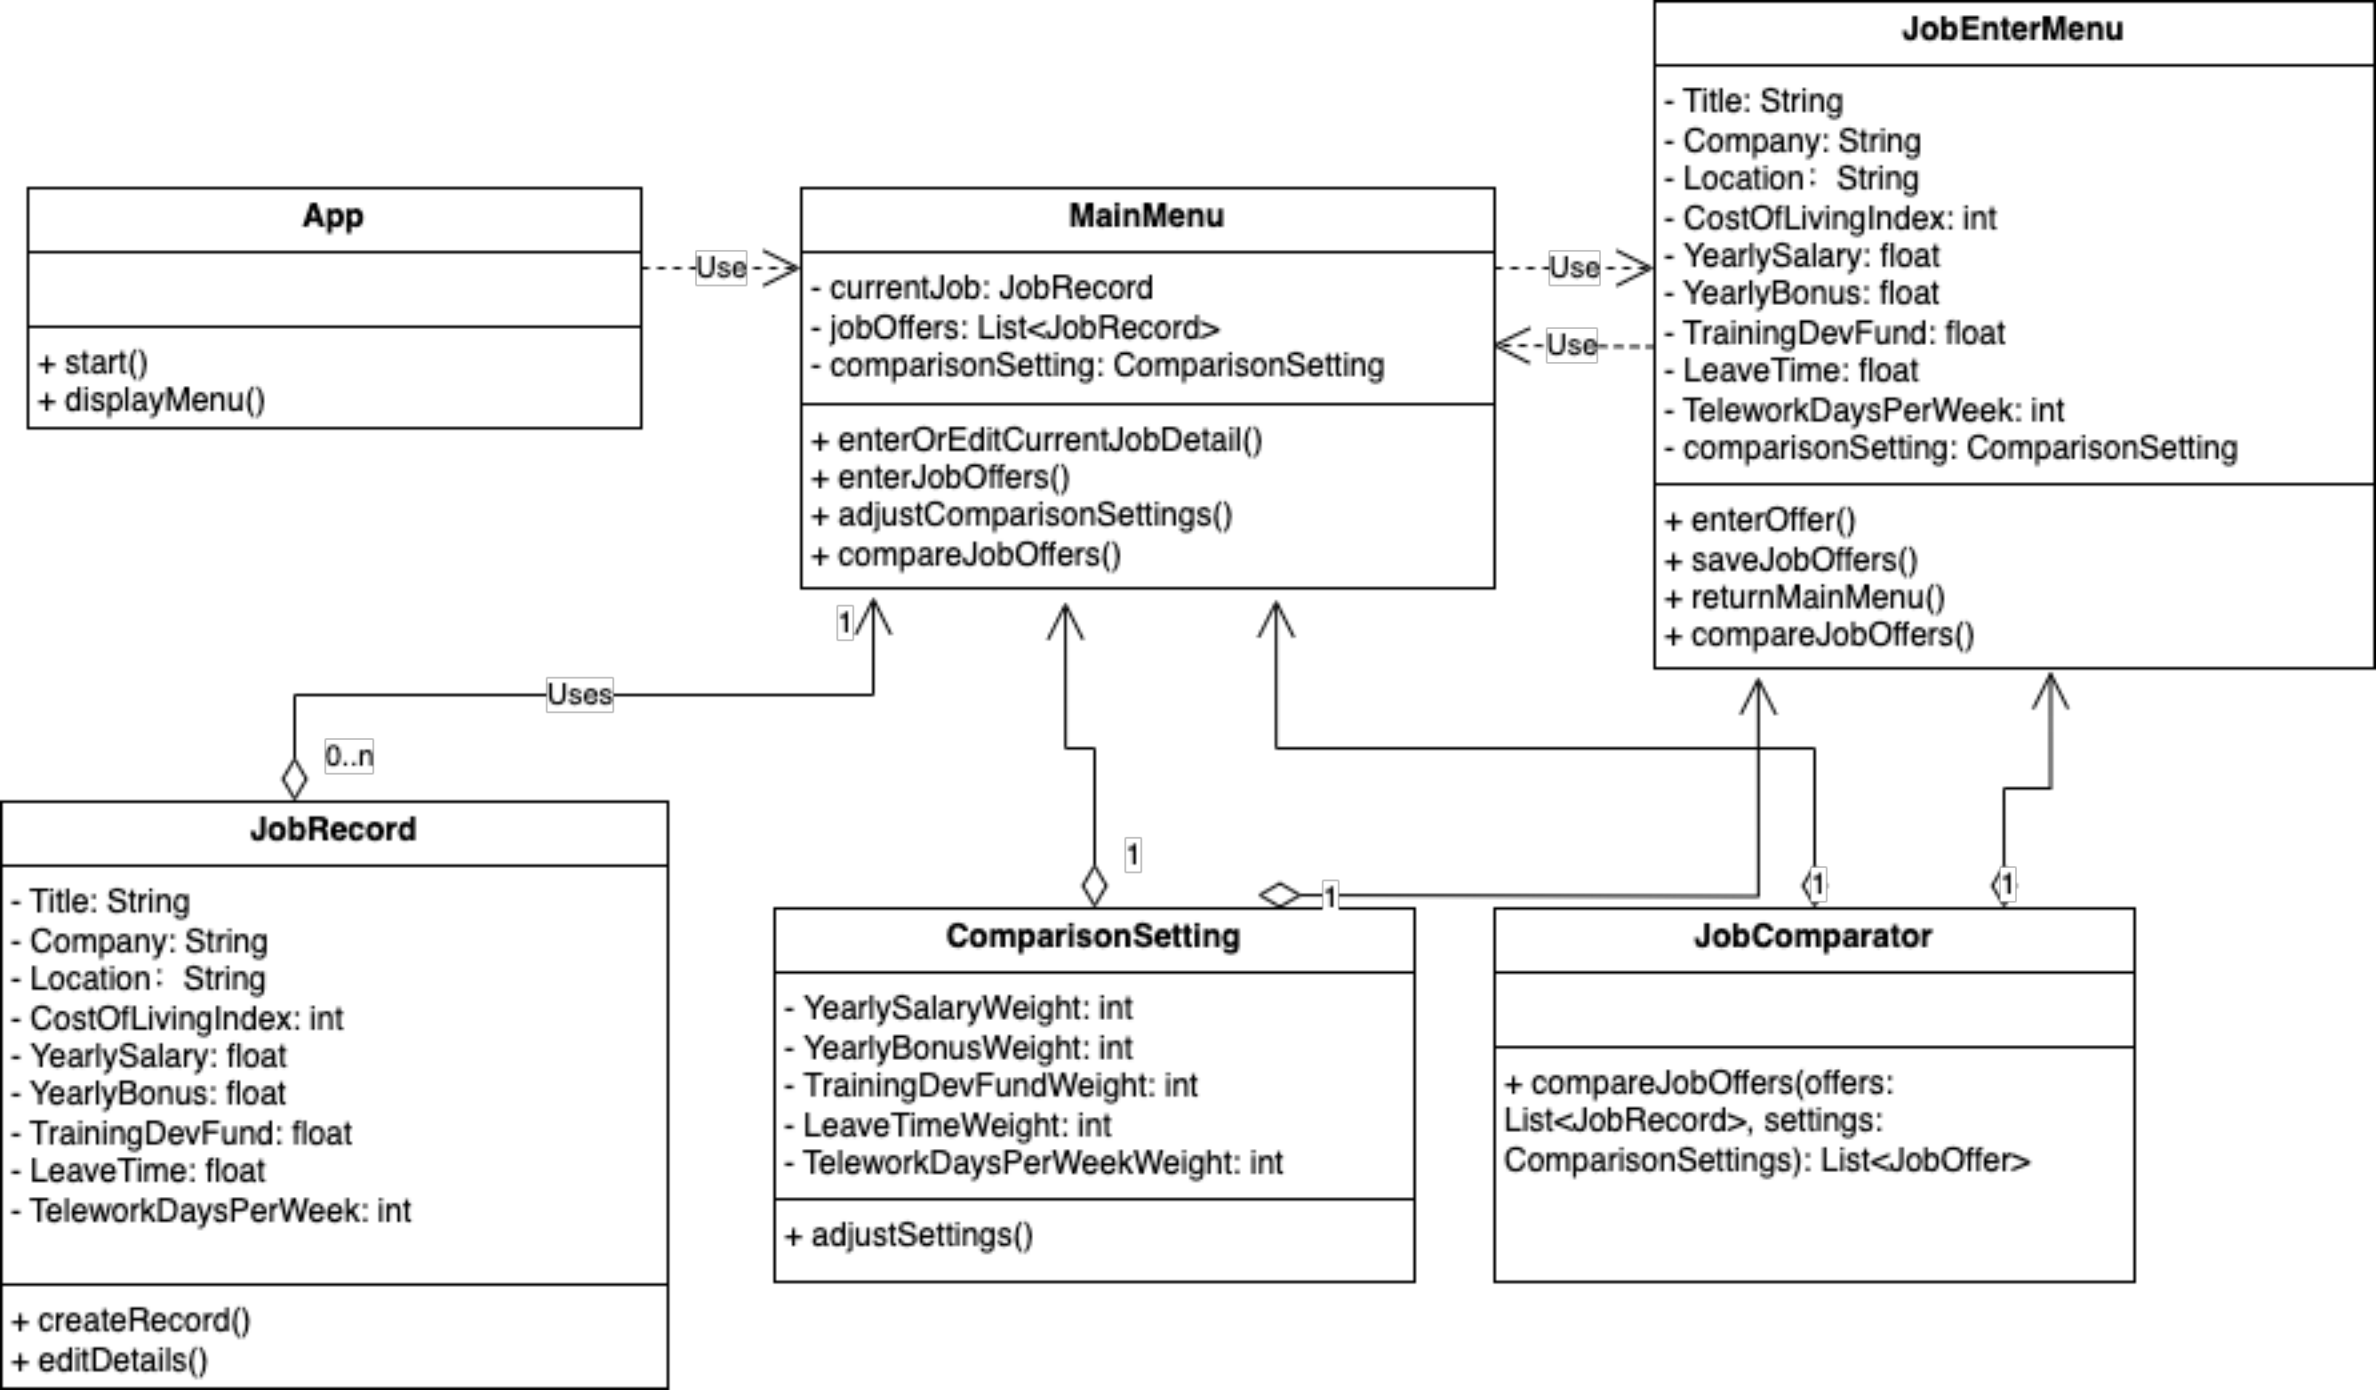 App
+ start()
+ displayMenu()
Use
MainMenu
- currentJob: JobRecord
- jobOffers: List<JobRecord>
- comparisonSetting: ComparisonSetting
+ enterOrEditCurrentJobDetail()
+ enterJobOffers()
+ adjustComparisonSettings()
+ compareJobOffers()
Use
Use
JobEnterMenu
- Title: String
- Company: String
- Location： String
- CostOfLivingIndex: int
- YearlySalary: float
- YearlyBonus: float
- TrainingDevFund: float
- LeaveTime: float
- TeleworkDaysPerWeek: int
- comparisonSetting: ComparisonSetting
+ enterOffer()
+ saveJobOffers()
+ returnMainMenu()
+ compareJobOffers()
1
Uses
0..n
JobRecord
- Title: String
- Company: String
- Location： String
- CostOfLivingIndex: int
- YearlySalary: float
- YearlyBonus: float
- TrainingDevFund: float
- LeaveTime: float
- TeleworkDaysPerWeek: int
+ createRecord()
+ editDetails()
1
1
ComparisonSetting
- YearlySalaryWeight: int
- YearlyBonusWeight: int
- TrainingDevFundWeight: int
- LeaveTimeWeight: int
- TeleworkDaysPerWeekWeight: int
+ adjustSettings()
1
1
JobComparator
+ compareJobOffers(offers:
List<JobRecord>, settings:
ComparisonSettings): List<JobOffer>